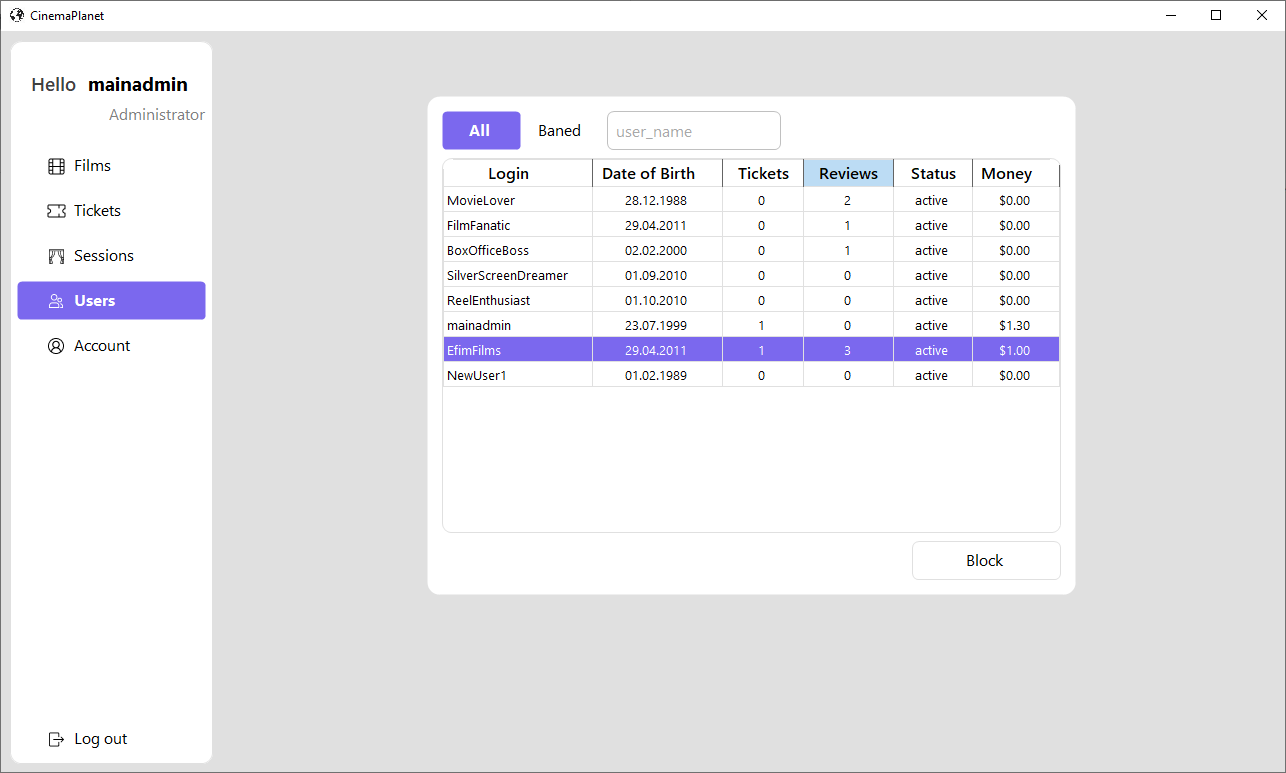 CinemaPlanet
Hello mainadmin
Administrator
Films
Tickets
Sessions
Users
Account
Log out
All Baned user_name
Login Date of Birth Tickets Reviews Status Money
MovieLover 28.12.1988 0 2 active $0.00
FilmFanatic 29.04.2011 0 1 active $0.00
BoxOfficeBoss 02.02.2000 0 1 active $0.00
SilverScreenDreamer 01.09.2010 0 0 active $0.00
ReelEnthusiast 01.10.2010 0 0 active $0.00
mainadmin 23.07.1999 1 0 active $1.30
EfimFilms 29.04.2011 1 3 active $1.00
NewUser1 01.02.1989 0 0 active $0.00
Block